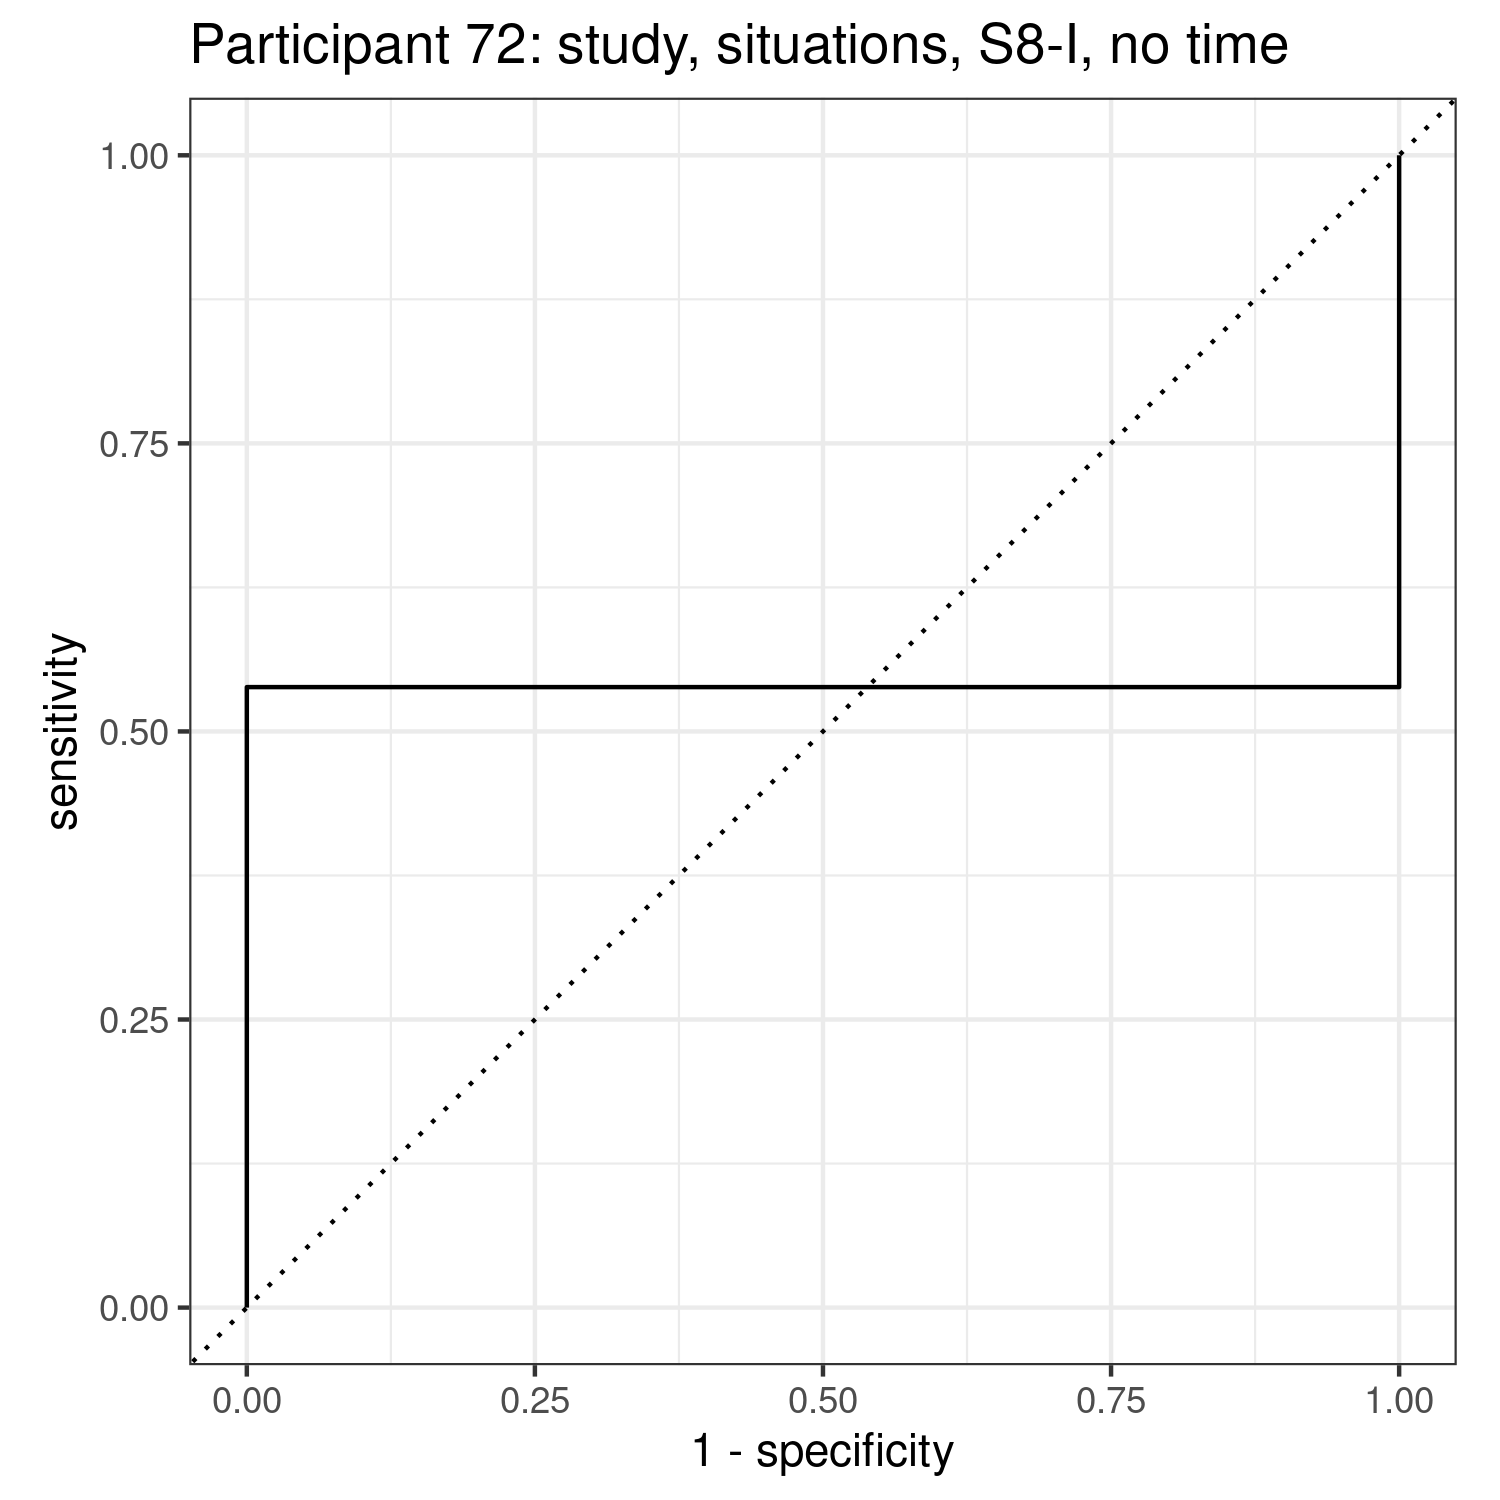 Participant 72: study, situations, S8-I, no time
sensitivity
1.00
0.75
0.50
0.25
0.00
0.00 0.25 0.50 0.75 1.00
1 - specificity